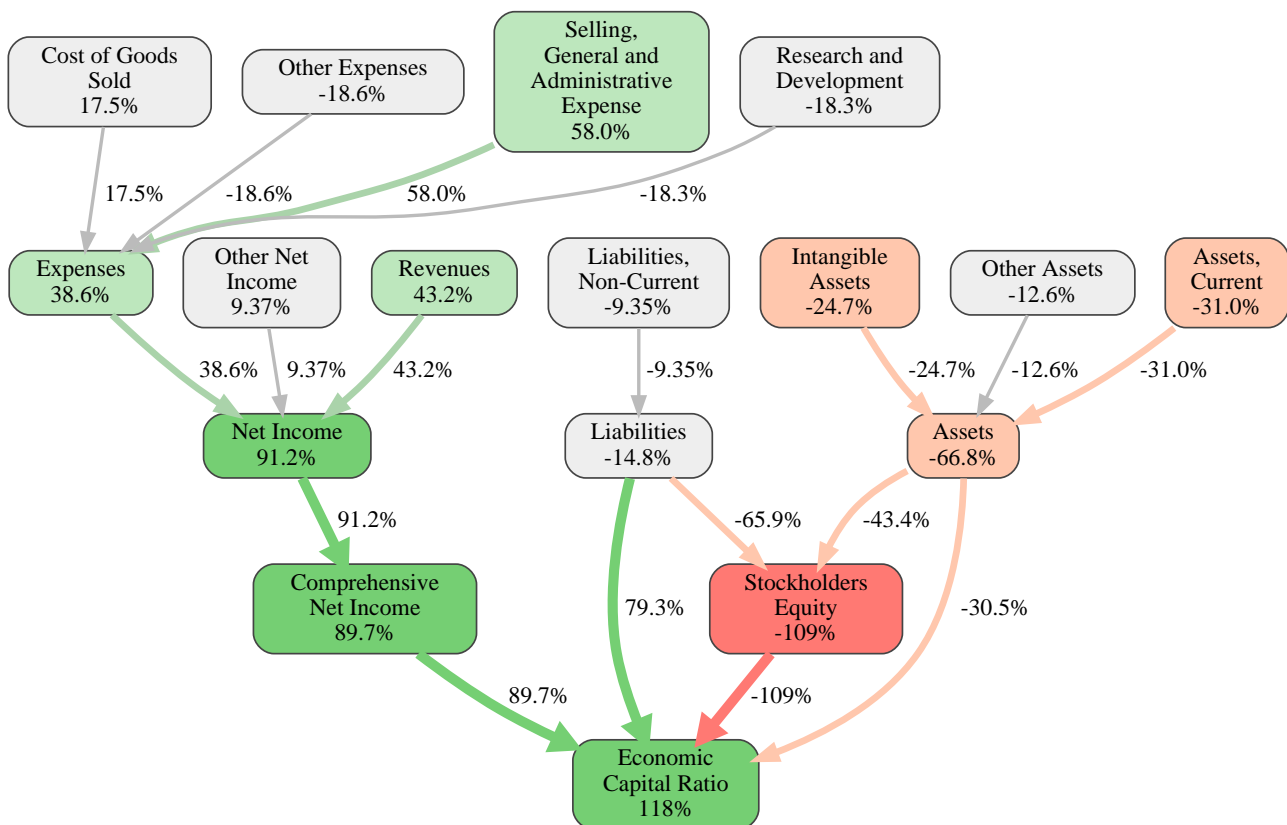 Cost of Goods
Sold
17.5%
Other Expenses
-18.6%
Selling,
General and
Administrative
Expense
58.0%
Research and
Development
-18.3%
17.5%
-18.6%
58.0%
-18.3%
Expenses
38.6%
Other Net
Income
9.37%
Revenues
43.2%
Liabilities,
Non-Current
-9.35%
Intangible
Assets
-24.7%
Other Assets
-12.6%
Assets,
Current
-31.0%
38.6%
9.37%
43.2%
-9.35%
-24.7%
-12.6%
-31.0%
Net Income
91.2%
Liabilities
-14.8%
Assets
-66.8%
91.2%
-65.9%
-43.4%
Comprehensive
Net Income
89.7%
79.3%
Stockholders
Equity
-109%
-30.5%
89.7%
-109%
Economic
Capital Ratio
118%